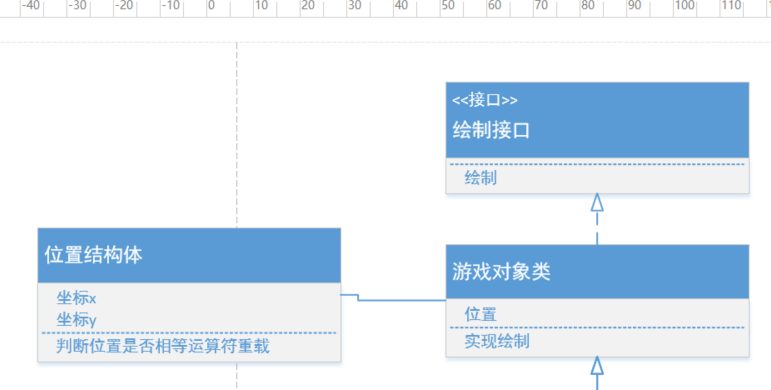 -40 -30 -20 -10 0 10 20 30 40 50 60 70 80 90 100 110
<<接口>>
绘制接口
绘制
位置结构体
坐标x
坐标y
判断位置是否相等运算符重载
游戏对象类
位置
实现绘制